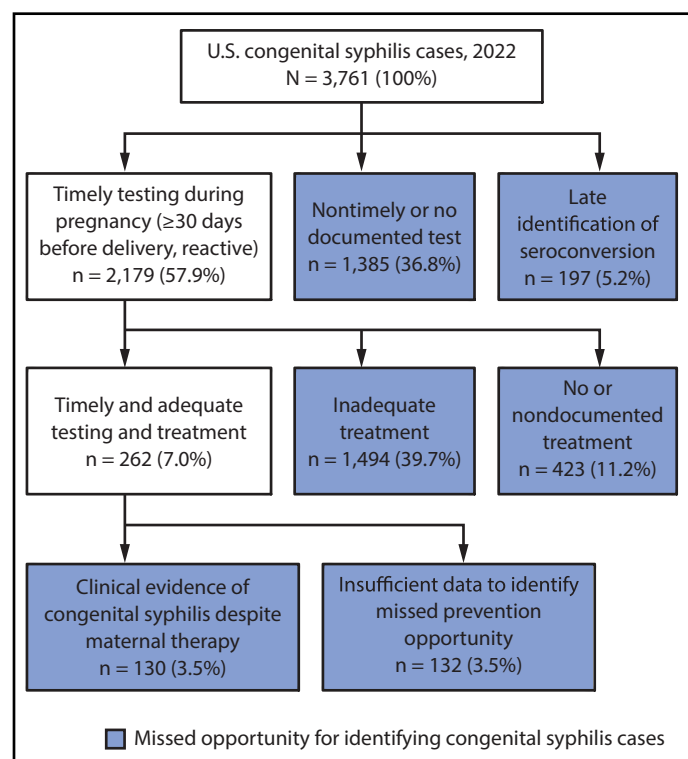 U.S. congenital syphilis cases, 2022
N = 3,761 (100%)
Timely testing during
pregnancy (≥30 days
before delivery, reactive)
n = 2,179 (57.9%)
Nontimely or no
documented test
n = 1,385 (36.8%)
Late
identification of
seroconversion
n = 197 (5.2%)
Timely and adequate
testing and treatment
n = 262 (7.0%)
Inadequate
treatment
n = 1,494 (39.7%)
No or
nondocumented
treatment
n = 423 (11.2%)
Clinical evidence of
congenital syphilis despite
maternal therapy
n = 130 (3.5%)
Insufficient data to identify
missed prevention
opportunity
n = 132 (3.5%)
Missed opportunity for identifying congenital syphilis cases